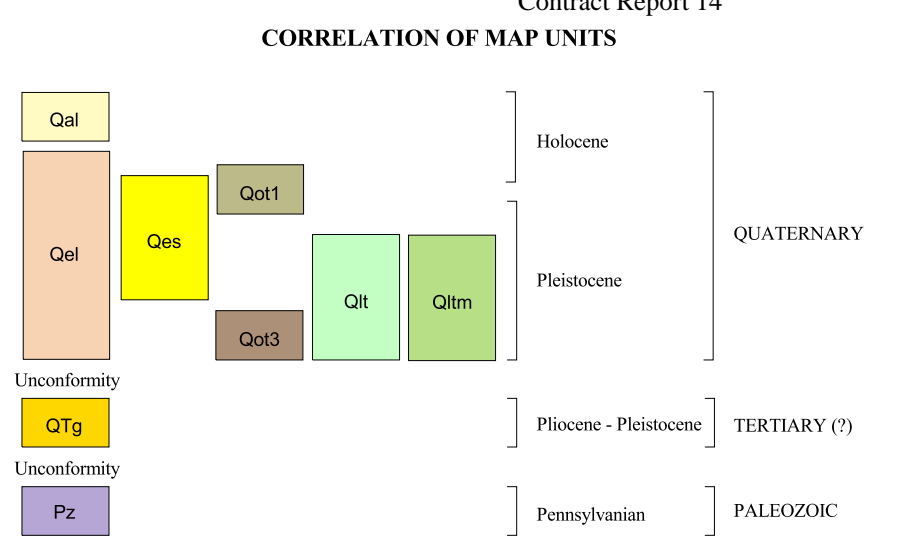 Contract Report 14
CORRELATION OF MAP UNITS
Qal
Holocene
Qot1
Qes
Qel
QUATERNARY
Pleistocene
Qlt
Qltm
Qot3
Unconformity
QTg
Pliocene - Pleistocene
TERTIARY (?)
Unconformity
Pz
Pennsylvanian
PALEOZOIC